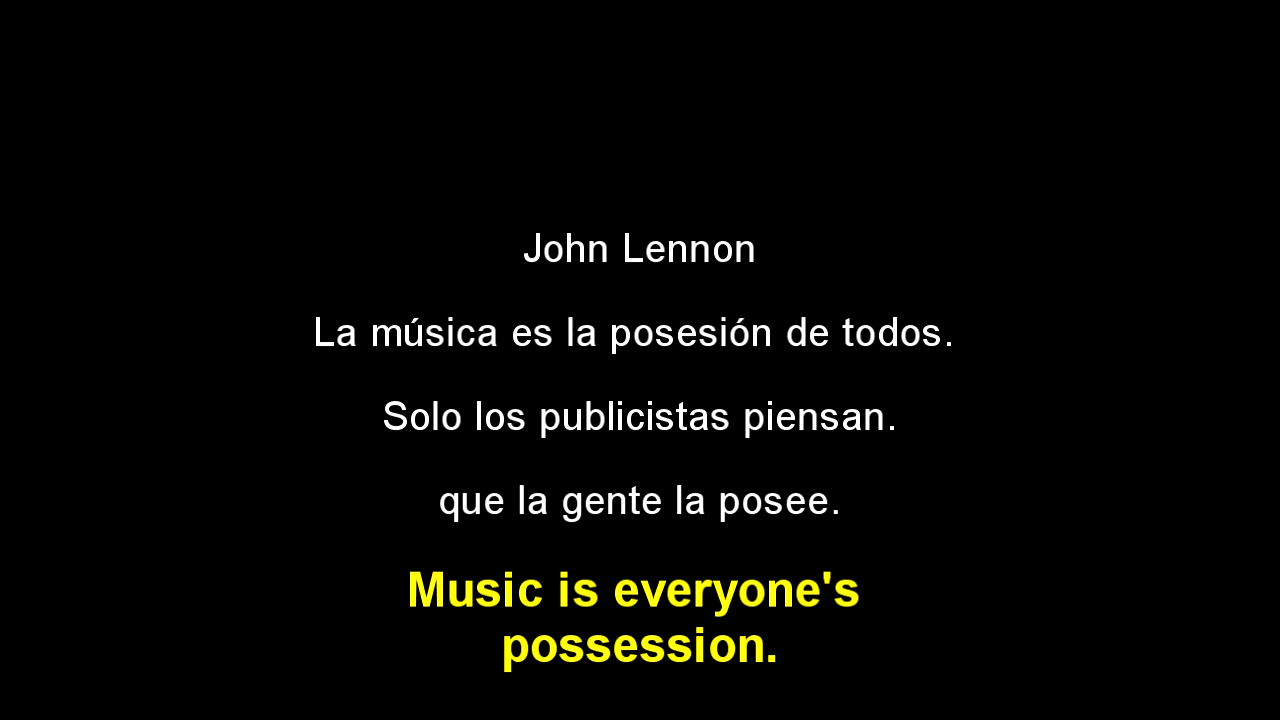 John Lennon
La música es la posesión de todos.
Solo los publicistas piensan.
que la gente la posee.
Music is everyone's
possession.